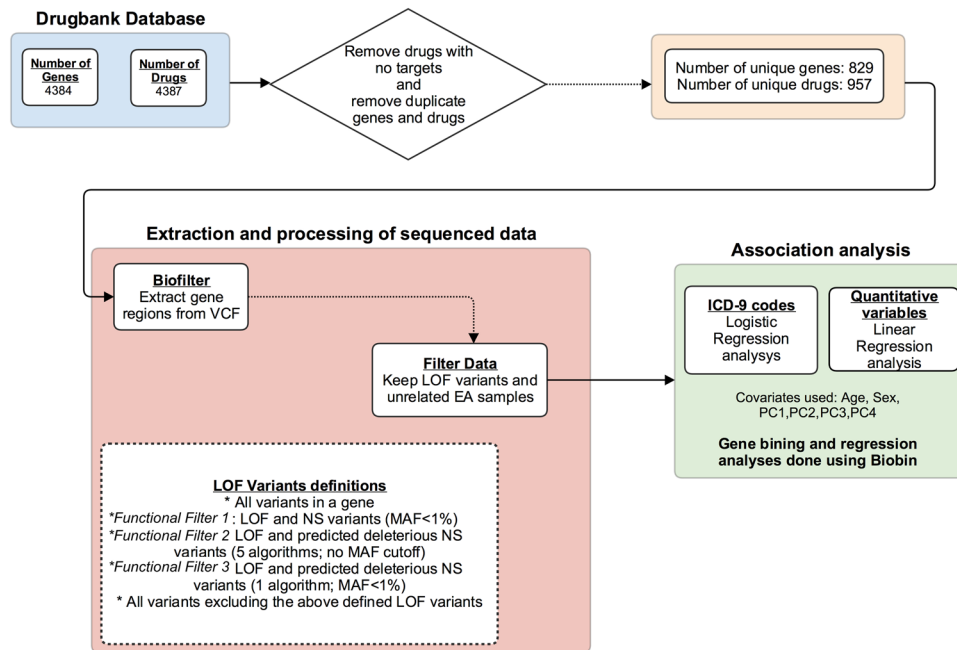 Drugbank Database
Number of
Genes
4384
Number of
Drugs
4387
Remove drugs with
no targets
and
remove duplicate
genes and drugs
Number of unique genes: 829
Number of unique drugs: 957
Extraction and processing of sequenced data
Biofilter
Extract gene
regions from VCF
Filter Data
Keep LOF variants and
unrelated EA samples
LOF Variants definitions
* All variants in a gene
*Functional Filter 1: LOF and NS variants (MAF<1%)
*Functional Filter 2 LOF and predicted deleterious NS
variants (5 algorithms; no MAF cutoff)
*Functional Filter 3 LOF and predicted deleterious NS
variants (1 algorithm; MAF<1%)
* All variants excluding the above defined LOF variants
Association analysis
ICD-9 codes
Logistic
Regression
analysys
Quantitative
variables
Linear
Regression
analysis
Covariates used: Age, Sex,
PC1,PC2,PC3,PC4
Gene bining and regression
analyses done using Biobin